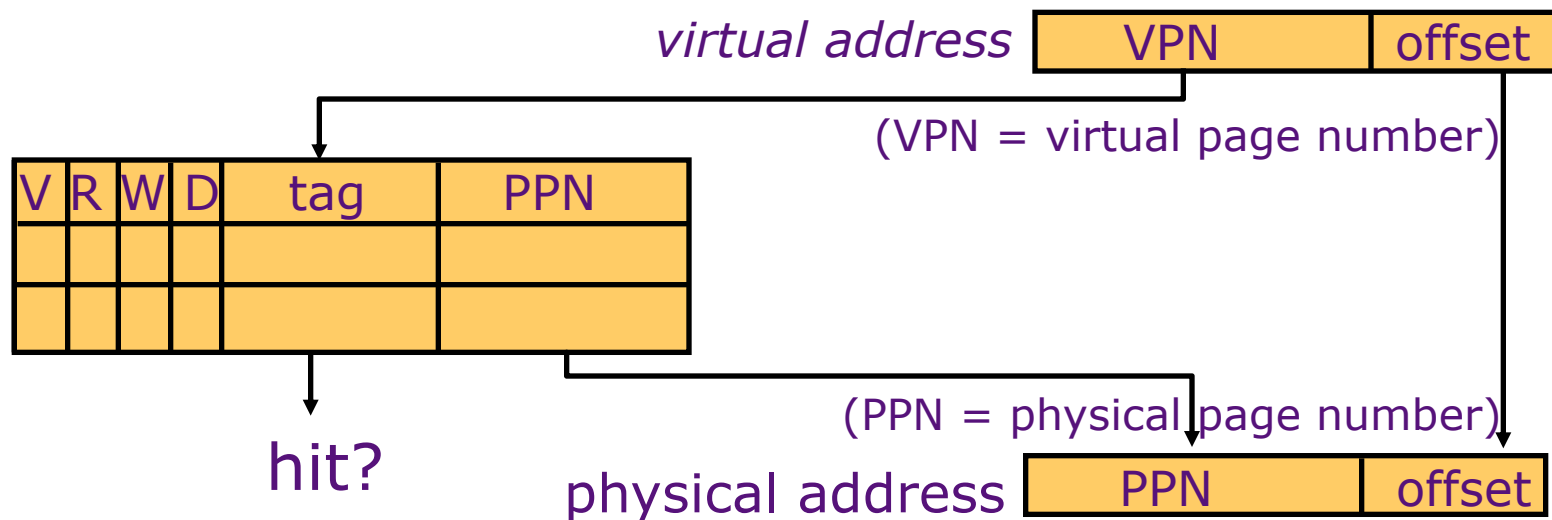 virtual address VPN offset
(VPN = virtual page number)
V R W D tag PPN
(PPN = physical page number)
hit?
physical address PPN offset